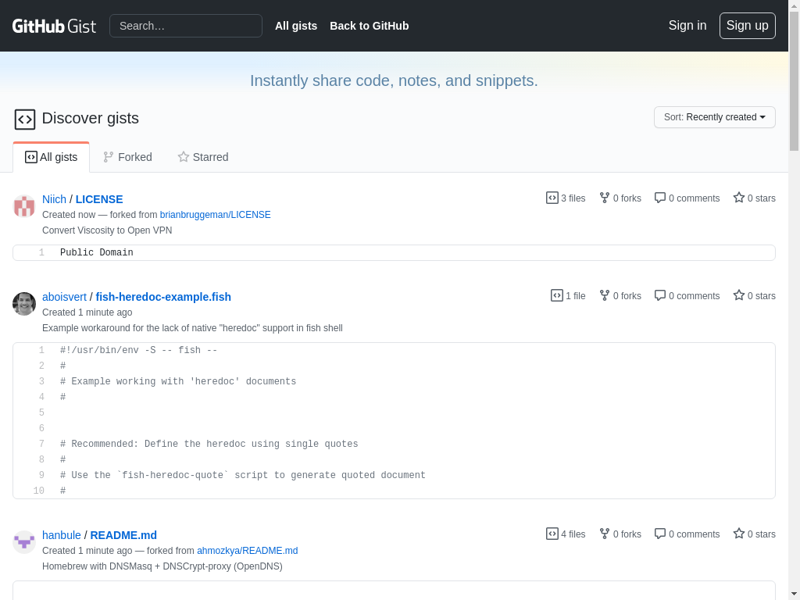 GitHub Gist Search… All gists Back to GitHub Sign in Sign up
Instantly share code, notes, and snippets.
Discover gists
Sort: Recently created
All gists Forked Starred
Niich / LICENSE
3 files 0 forks 0 comments 0 stars
Created now — forked from brianbruggeman/LICENSE
Convert Viscosity to Open VPN
1 Public Domain
aboisvert / fish-heredoc-example.fish
1 file 0 forks 0 comments 0 stars
Created 1 minute ago
Example workaround for the lack of native "heredoc" support in fish shell
1 #!/usr/bin/env -S -- fish --
2 #
3 # Example working with 'heredoc' documents
4 #
5
6
7 # Recommended: Define the heredoc using single quotes
8 #
9 # Use the `fish-heredoc-quote` script to generate quoted document
10 #
hanbule / README.md
4 files 0 forks 0 comments 0 stars
Created 1 minute ago — forked from ahmozkya/README.md
Homebrew with DNSMasq + DNSCrypt-proxy (OpenDNS)